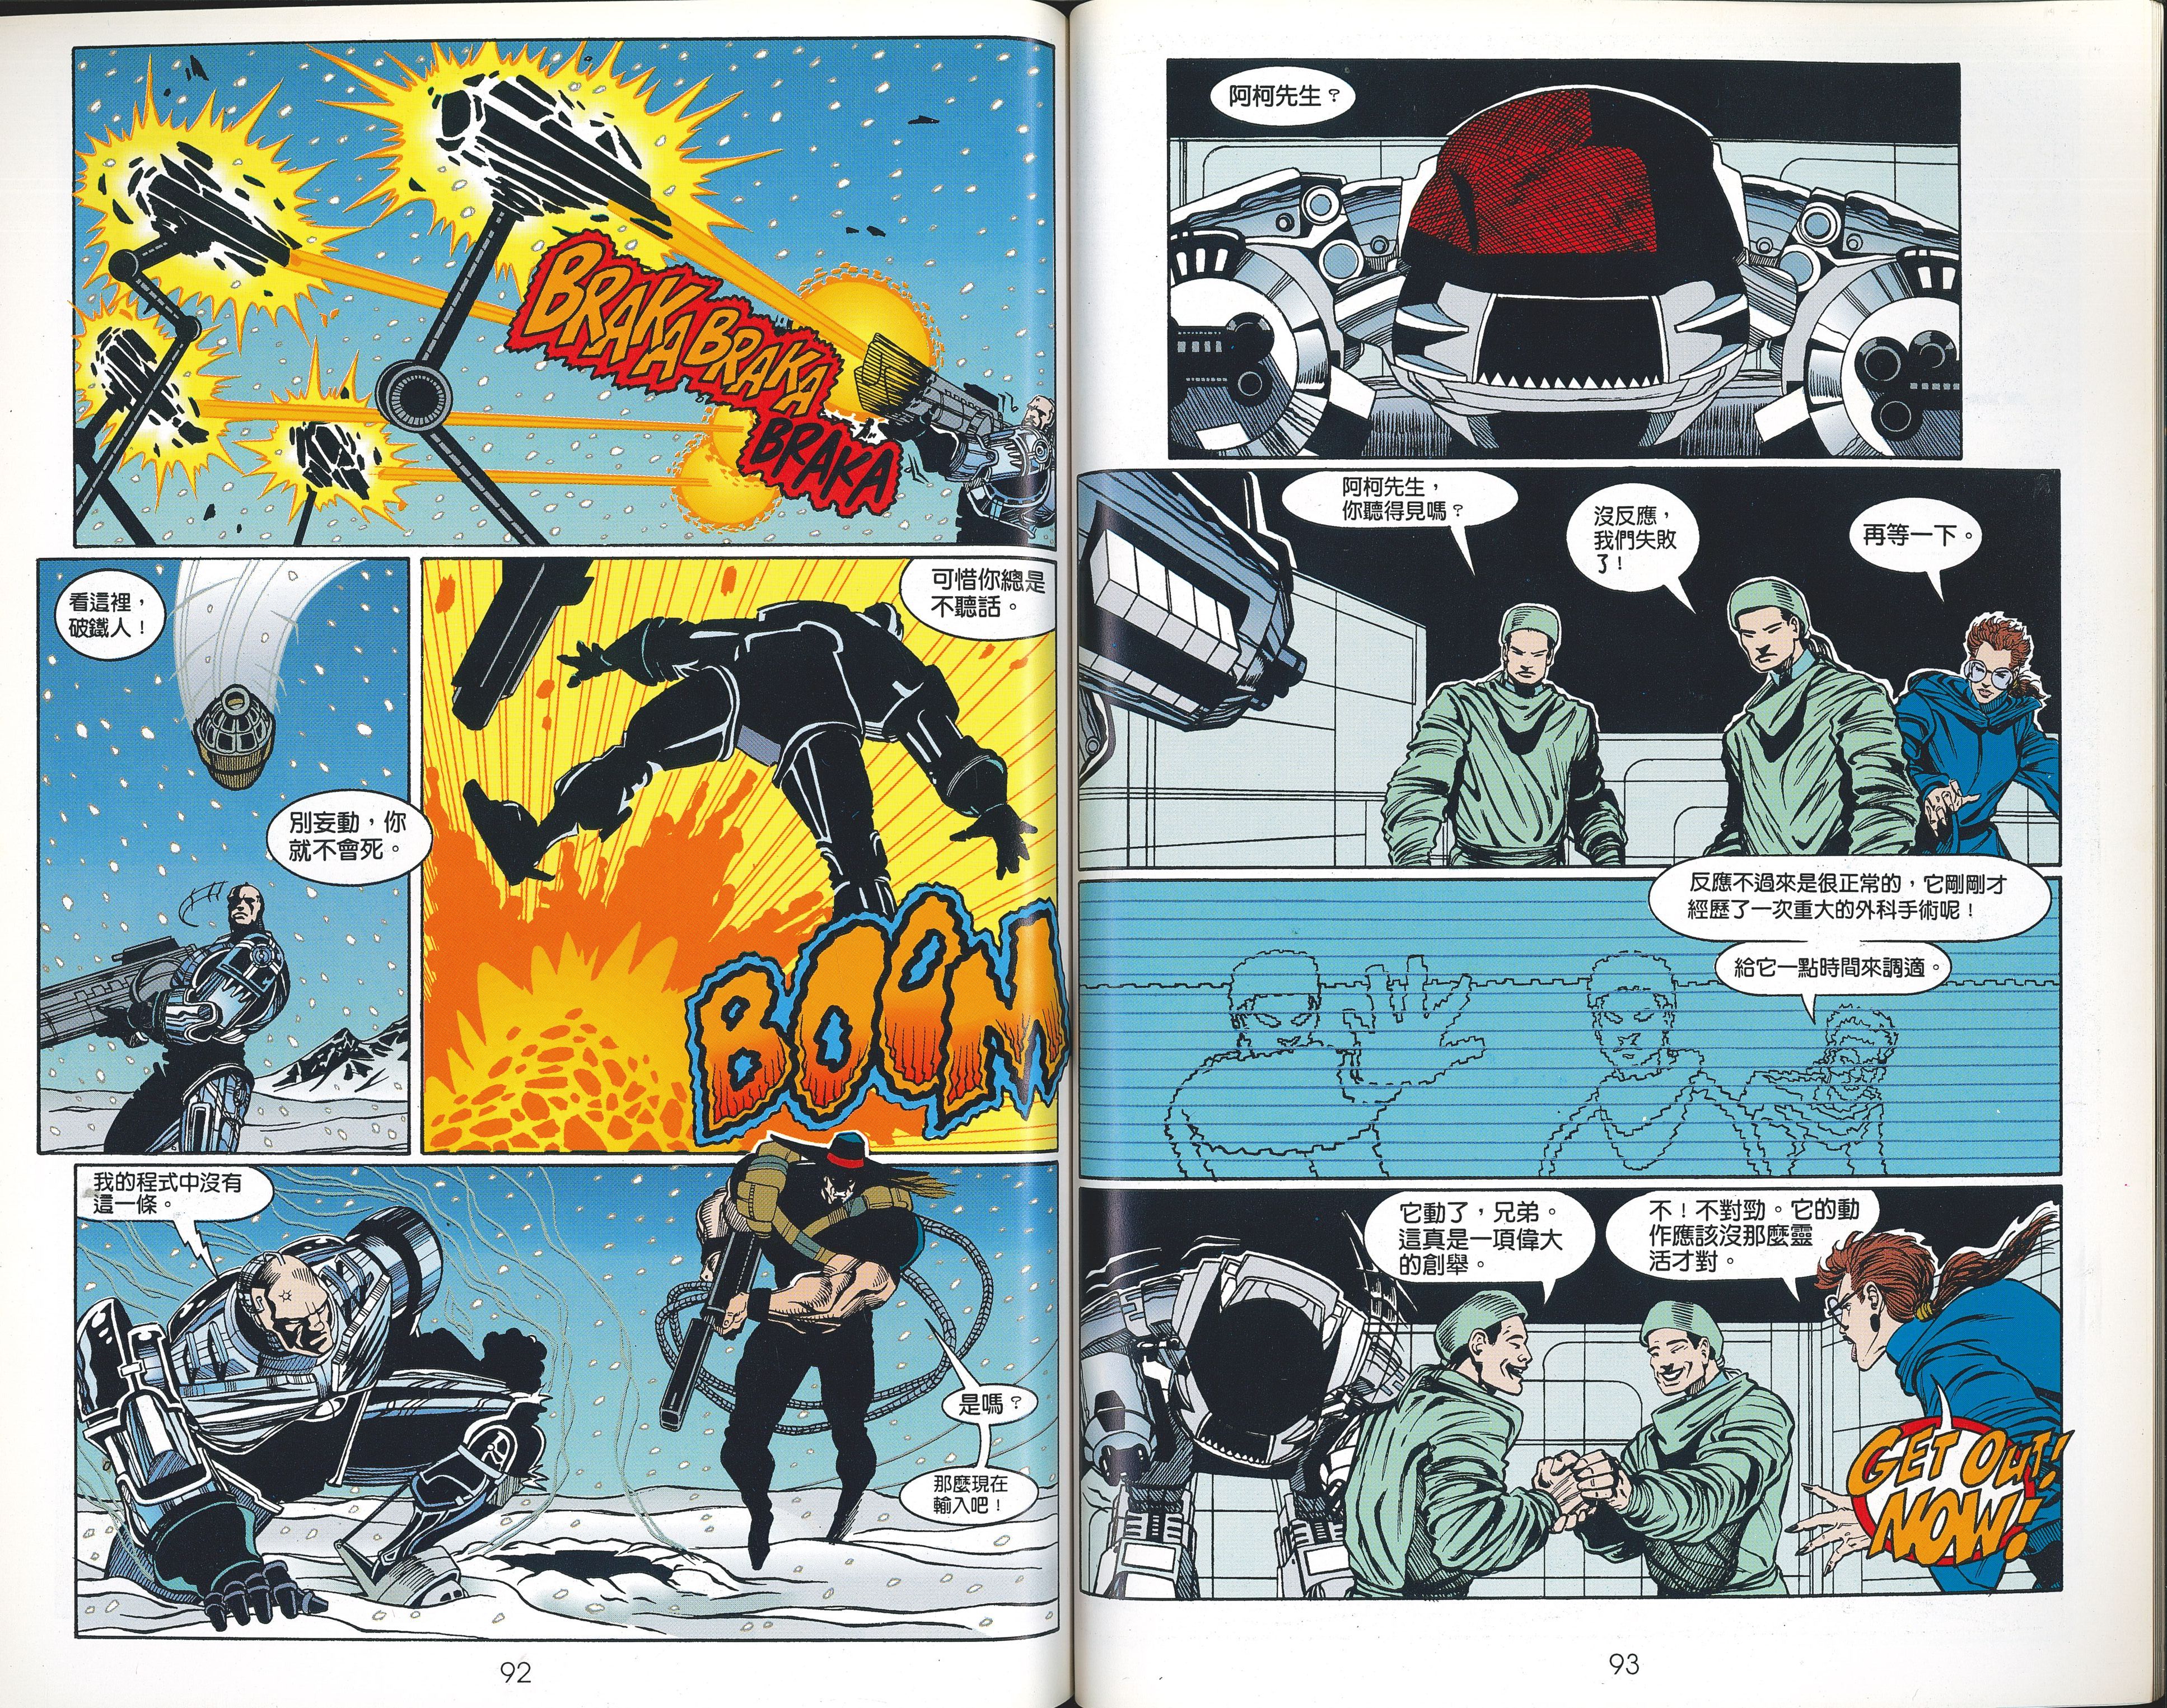 BRAKA BRAKA
BRAKA
看這裡，
破鐵人！
別妄動，你
就不會死。
可惜你總是
不聽話。
BOOM
我的程式中沒有
這一條。
是嗎？
那麼現在
輸入吧！
92
阿柯先生？
阿柯先生，
你聽得見嗎？
沒反應，
我們失敗
了！
再等一下。
反應不過來是很正常的，它剛剛才
經歷了一次重大的外科手術呢！
給它一點時間來調適。
它動了，兄弟。
這真是一項偉大
的創舉。
不！不對勁。它的動
作應該沒那麼靈
活才對。
GET OUT!
NOW!
93